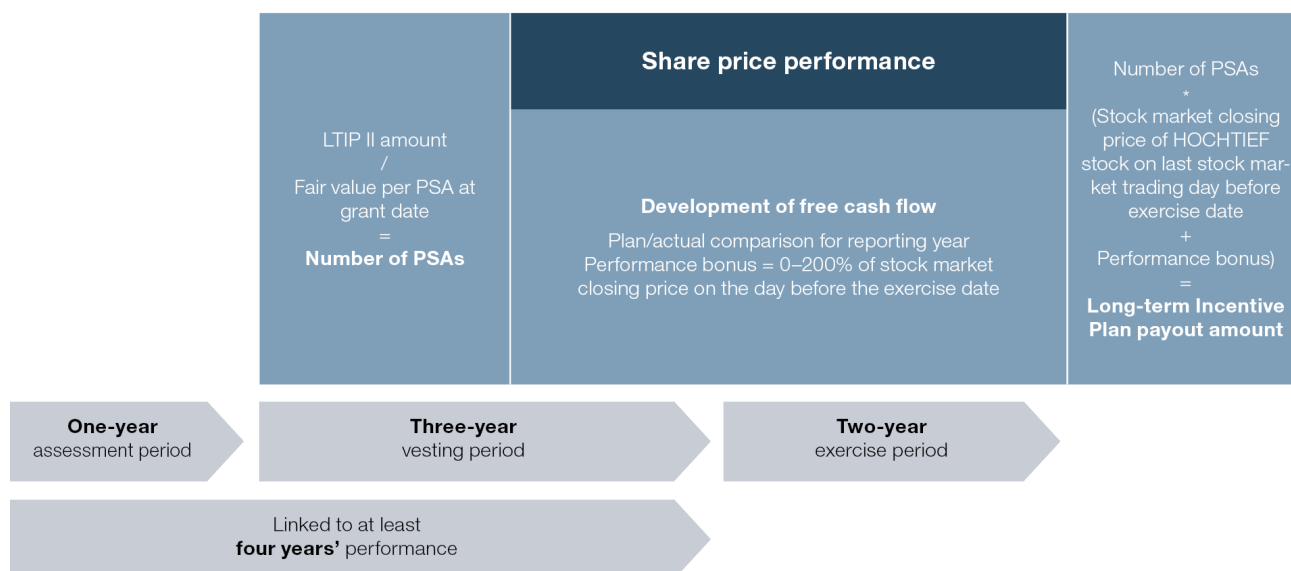 LTIP II amount
/
Fair value per PSA at
grant date
=
Number of PSAs
Share price performance
Development of free cash flow
Plan/actual comparison for reporting year
Performance bonus = 0–200% of stock market
closing price on the day before the exercise date
Number of PSAs
*
(Stock market closing
price of HOCHTIEF
stock on last stock mar-
ket trading day before
exercise date
+
Performance bonus)
=
Long-term Incentive
Plan payout amount
One-year
assessment period
Three-year
vesting period
Two-year
exercise period
Linked to at least
four years’ performance